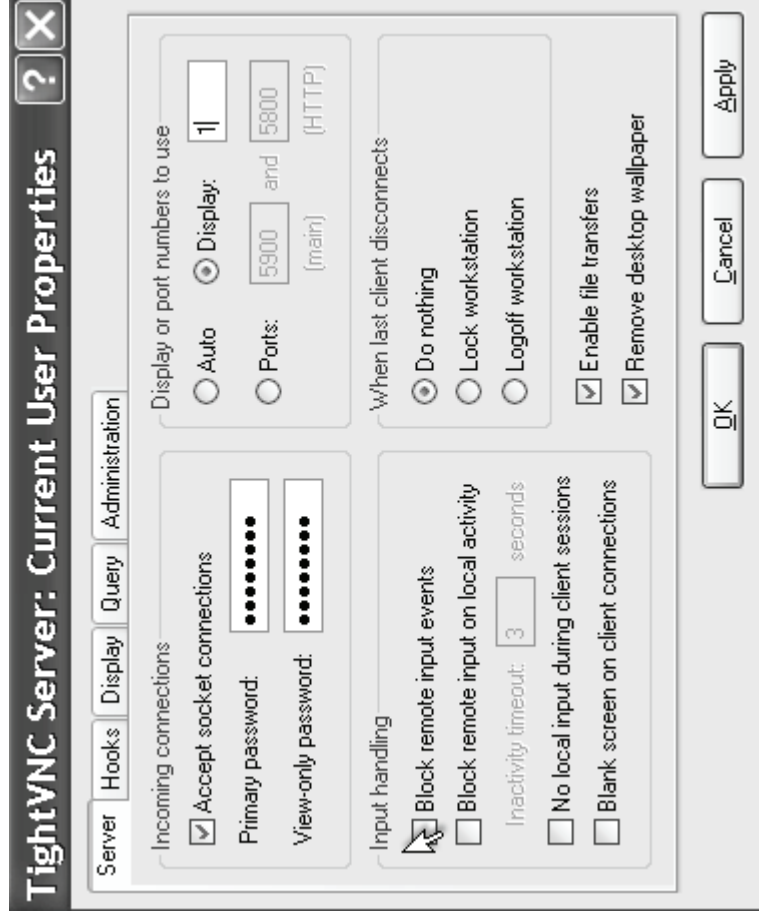 TightVNC Server: Current User Properties
Server Hooks Display Query Administration
Incoming connections
Accept socket connections
Primary password: ••••••••
View-only password: ••••••••
Display or port numbers to use
Auto Display: 1
Ports: 5900 and 5800
(main) (HTTP)
Input handling
Block remote input events
Block remote input on local activity
Inactivity timeout: 3 seconds
No local input during client sessions
Blank screen on client connections
When last client disconnects
Do nothing
Lock workstation
Logoff workstation
Enable file transfers
Remove desktop wallpaper
OK Cancel Apply